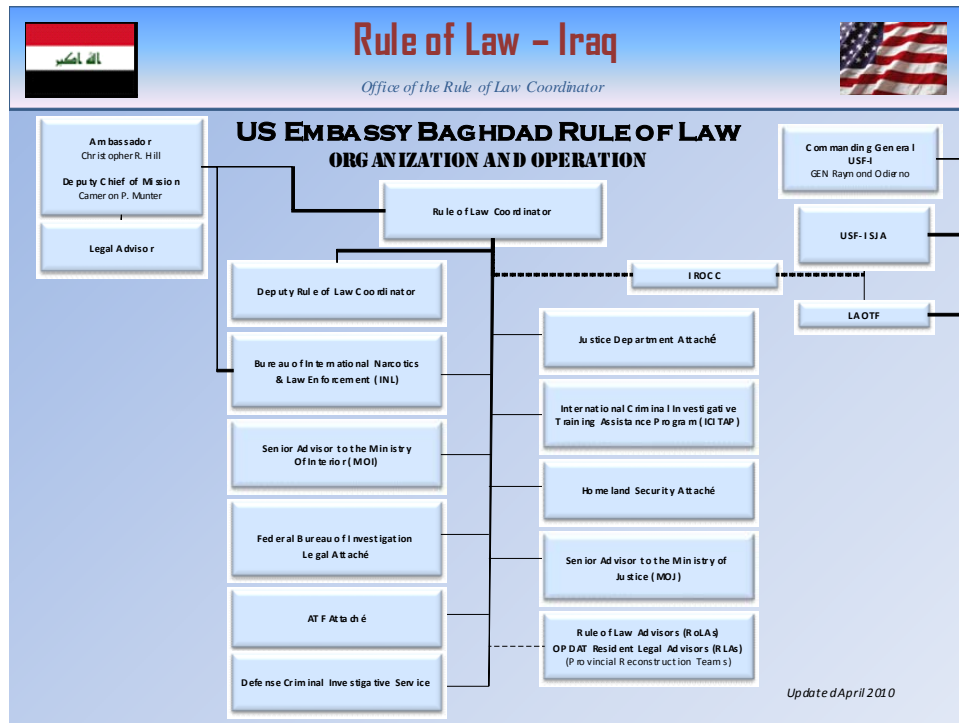 الله اكبر
Rule of Law – Iraq
Office of the Rule of Law Coordinator
US EMBASSY BAGHDAD RULE OF LAW
ORGANIZATION AND OPERATION
Ambassador
Christopher R. Hill
Deputy Chief of Mission
Cameron P. Munter
Legal Advisor
Commanding General
USF-I
GEN Raymond Odierno
Rule of Law Coordinator
USF-I SJA
IROCC
LAOTF
Deputy Rule of Law Coordinator
Bureau of International Narcotics
& Law Enforcement (INL)
Senior Advisor to the Ministry
Of Interior (MOI)
Federal Bureau of Investigation
Legal Attaché
ATF Attaché
Defense Criminal Investigative Service
Justice Department Attaché
International Criminal Investigative
Training Assistance Program (ICITAP)
Homeland Security Attaché
Senior Advisor to the Ministry of
Justice (MOJ)
Rule of Law Advisors (RoLAs)
OPDAT Resident Legal Advisors (RLAs)
(Provincial Reconstruction Teams)
Updated April 2010